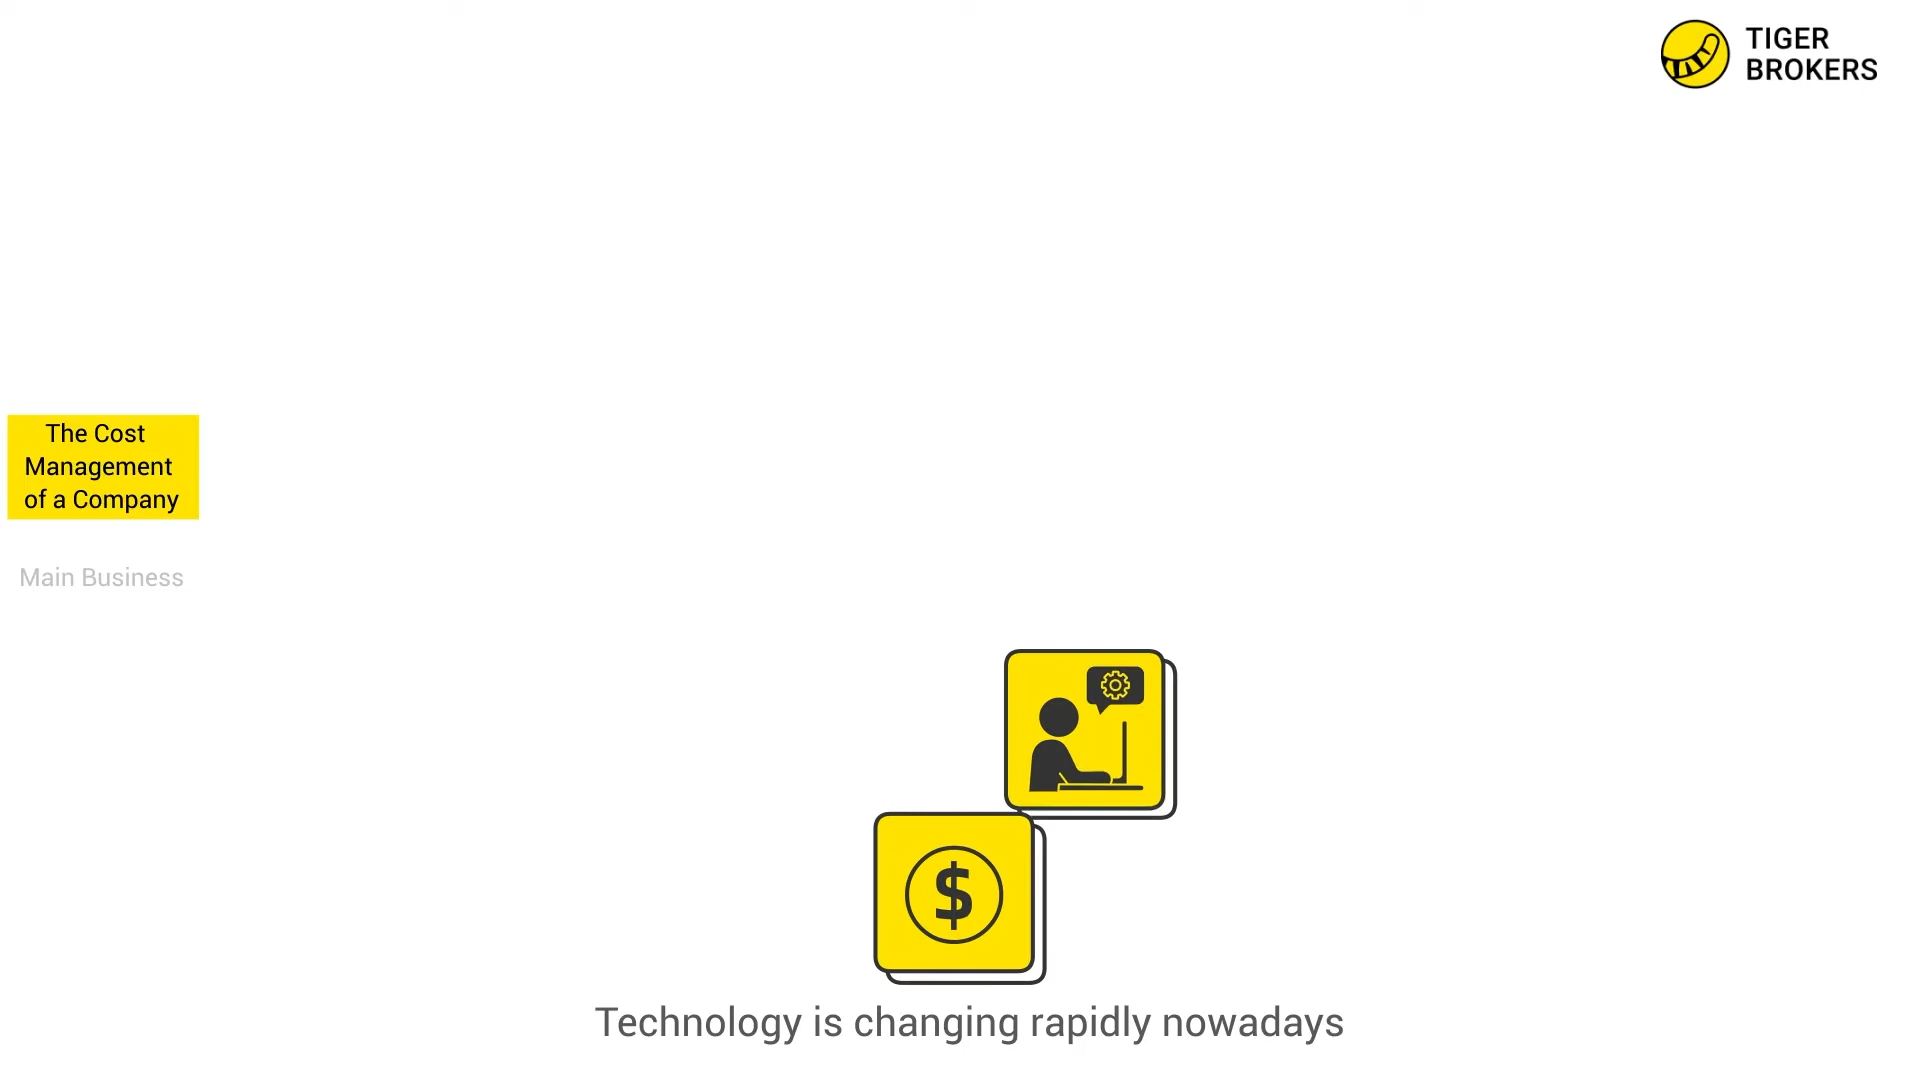 TIGER
BROKERS
The Cost
Management
of a Company
Main Business
$
Technology is changing rapidly nowadays